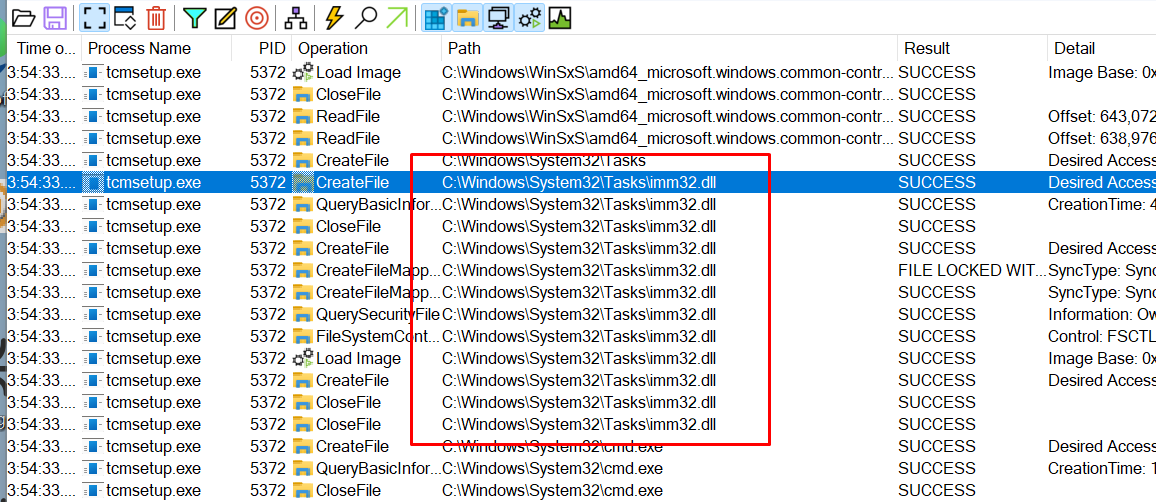 Time o... Process Name PID Operation Path Result Detail
3:54:33.... tcmsetup.exe 5372 Load Image C:\Windows\WinSxS\amd64_microsoft.windows.common-contr... SUCCESS Image Base: 0x
3:54:33.... tcmsetup.exe 5372 CloseFile C:\Windows\WinSxS\amd64_microsoft.windows.common-contr... SUCCESS
3:54:33.... tcmsetup.exe 5372 ReadFile C:\Windows\WinSxS\amd64_microsoft.windows.common-contr... SUCCESS Offset: 643,072
3:54:33.... tcmsetup.exe 5372 ReadFile C:\Windows\WinSxS\amd64_microsoft.windows.common-contr... SUCCESS Offset: 638,976
3:54:33.... tcmsetup.exe 5372 CreateFile C:\Windows\System32\Tasks SUCCESS Desired Access
3:54:33.... tcmsetup.exe 5372 CreateFile C:\Windows\System32\Tasks\imm32.dll SUCCESS Desired Access
3:54:33.... tcmsetup.exe 5372 QueryBasicInfor... C:\Windows\System32\Tasks\imm32.dll SUCCESS CreationTime: 4
3:54:33.... tcmsetup.exe 5372 CloseFile C:\Windows\System32\Tasks\imm32.dll SUCCESS
3:54:33.... tcmsetup.exe 5372 CreateFile C:\Windows\System32\Tasks\imm32.dll SUCCESS Desired Access
3:54:33.... tcmsetup.exe 5372 CreateFileMapp... C:\Windows\System32\Tasks\imm32.dll FILE LOCKED WIT... SyncType: Sync
3:54:33.... tcmsetup.exe 5372 CreateFileMapp... C:\Windows\System32\Tasks\imm32.dll SUCCESS SyncType: Sync
3:54:33.... tcmsetup.exe 5372 QuerySecurityFile C:\Windows\System32\Tasks\imm32.dll SUCCESS Information: Ow
3:54:33.... tcmsetup.exe 5372 FileSystemCont... C:\Windows\System32\Tasks\imm32.dll SUCCESS Control: FSCTL
3:54:33.... tcmsetup.exe 5372 Load Image C:\Windows\System32\Tasks\imm32.dll SUCCESS Image Base: 0x
3:54:33.... tcmsetup.exe 5372 CreateFile C:\Windows\System32\Tasks\imm32.dll SUCCESS Desired Access
3:54:33.... tcmsetup.exe 5372 CloseFile C:\Windows\System32\Tasks\imm32.dll SUCCESS
3:54:33.... tcmsetup.exe 5372 CloseFile C:\Windows\System32\Tasks\imm32.dll SUCCESS
3:54:33.... tcmsetup.exe 5372 CreateFile C:\Windows\System32\cmd.exe SUCCESS Desired Access
3:54:33.... tcmsetup.exe 5372 QueryBasicInfor... C:\Windows\System32\cmd.exe SUCCESS CreationTime: 1
3:54:33.... tcmsetup.exe 5372 CloseFile C:\Windows\System32\cmd.exe SUCCESS